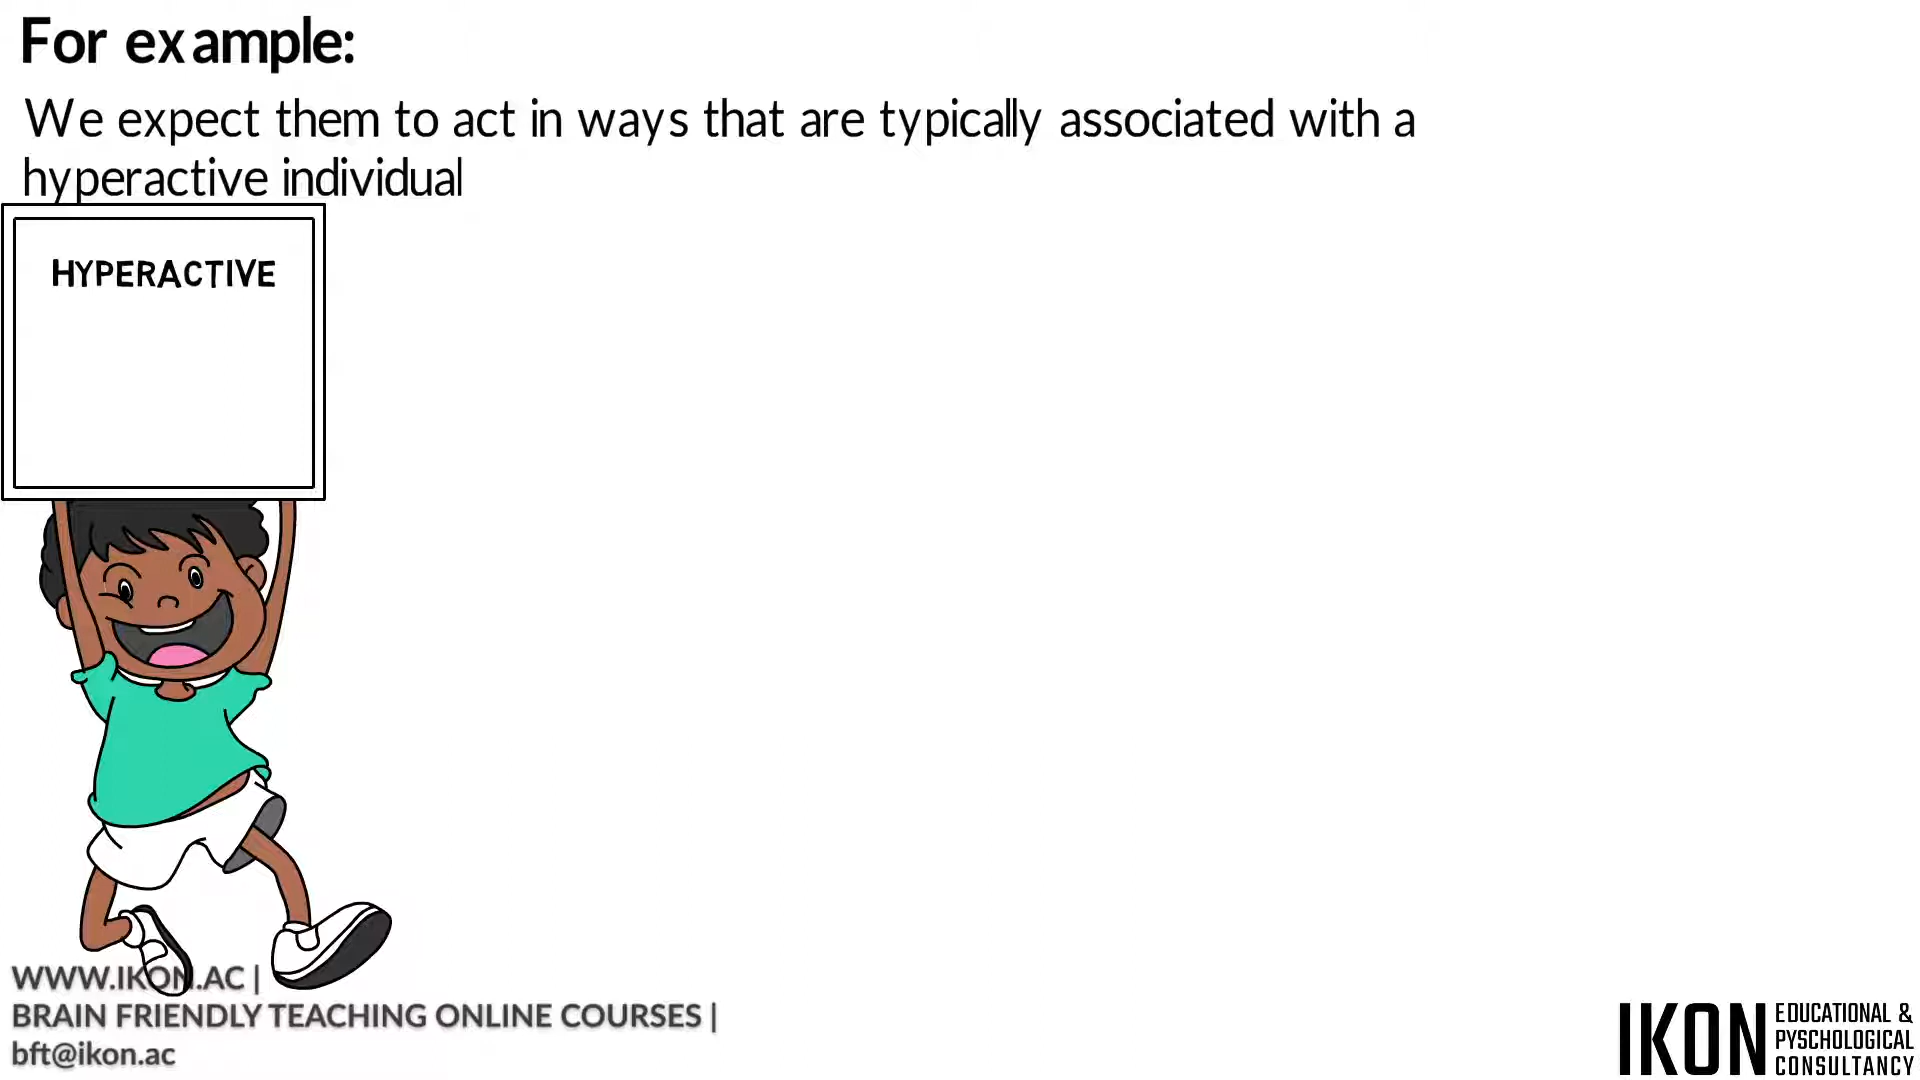 For example:
We expect them to act in ways that are typically associated with a
hyperactive individual
HYPERACTIVE
WWW.IKON.AC |
BRAIN FRIENDLY TEACHING ONLINE COURSES |
bft@ikon.ac
IKON
EDUCATIONAL &
PYSCHOLOGICAL
CONSULTANCY